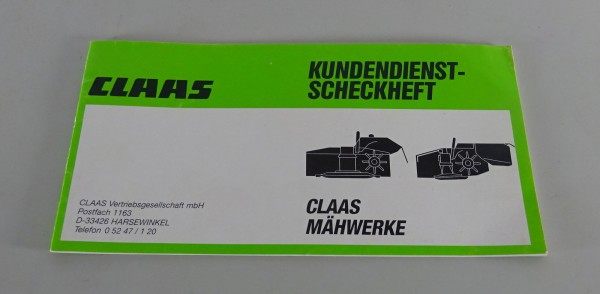 CLAAS
KUNDENDIENST-
SCHECKHEFT
CLAAS
MÄHWERKE
CLAAS Vertriebsgesellschaft mbH
Postfach 1163
D-33426 HARSEWINKEL
Telefon 0 52 47 / 1 20